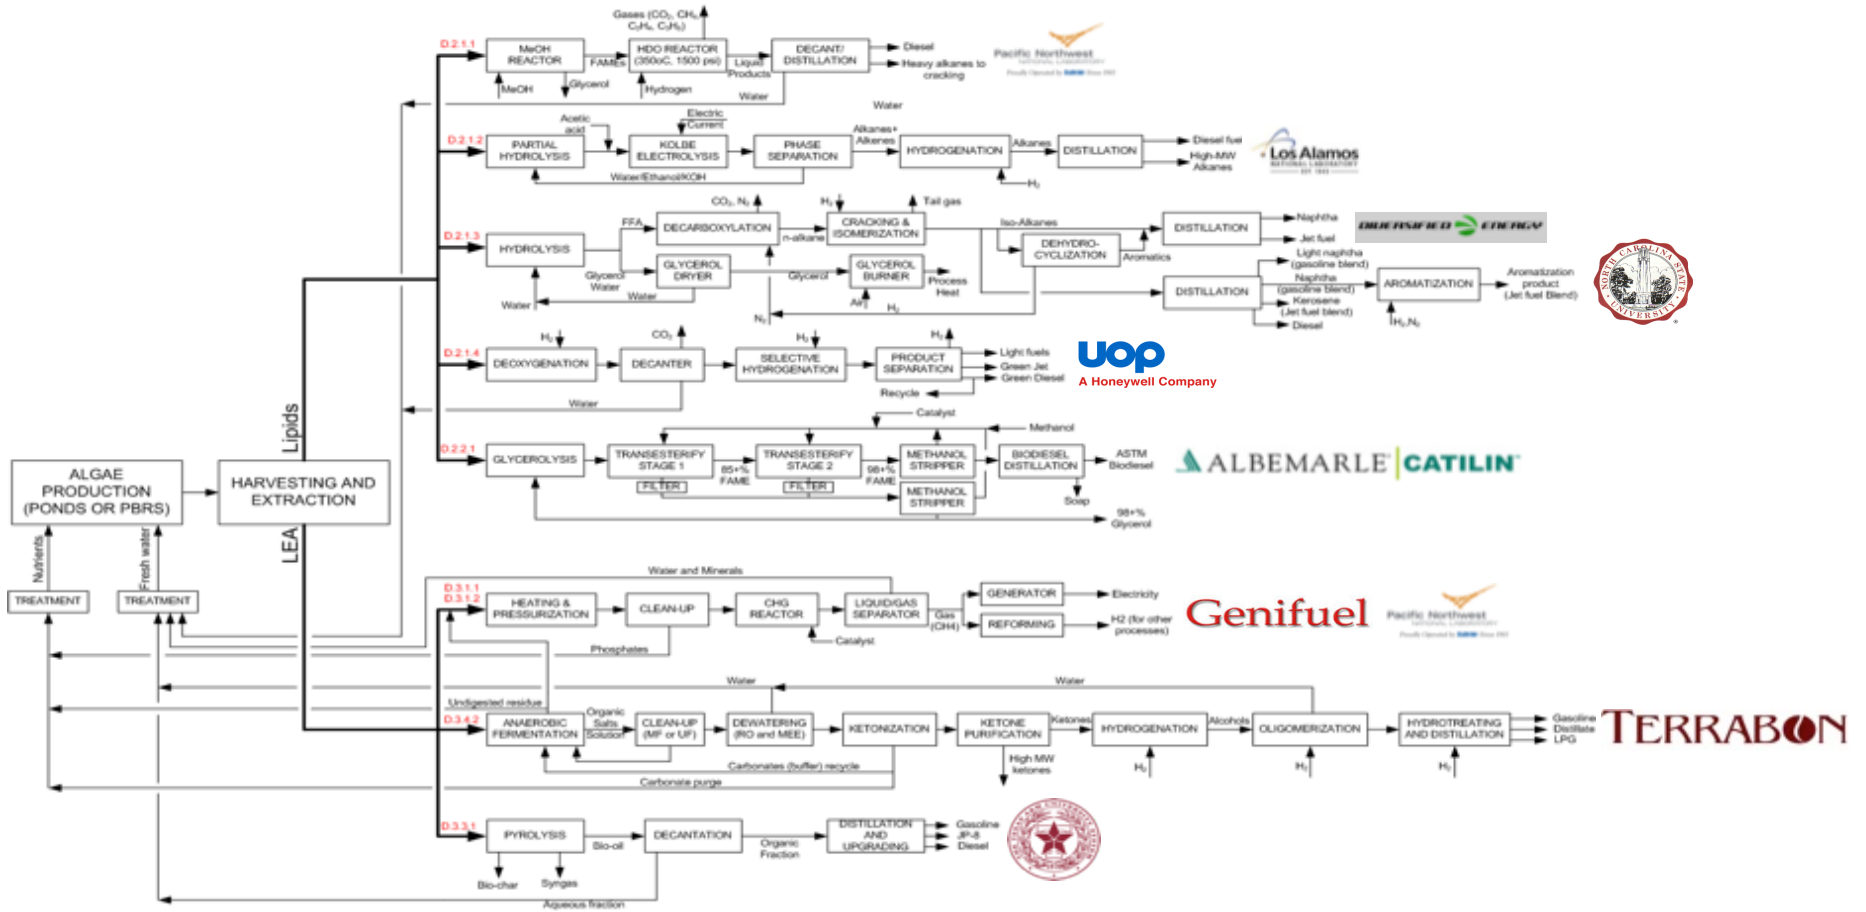 Gases (CO2, CH4,
C2H6, C3H8)
D.2.1.1
MeOH
REACTOR
FAMEs
HDO REACTOR
(350oC, 1500 psi)
Liquid
Products
DECANT/
DISTILLATION
Diesel
Heavy alkanes to
cracking
MeOH
Glycerol
Hydrogen
Water
Pacific Northwest
NATIONAL LABORATORY
Water
Acetic
acid
Electric
Current
D.2.1.2
PARTIAL
HYDROLYSIS
KOLBE
ELECTROLYSIS
PHASE
SEPARATION
Alkanes+
Alkenes
HYDROGENATION
Alkanes
DISTILLATION
Diesel fuel
High-MW
Alkanes
Water/Ethanol/KOH
H2
Los Alamos
NATIONAL LABORATORY
EST. 1943
D.2.1.3
HYDROLYSIS
FFA
CO2, N2
DECARBOXYLATION
n-alkane
H2
CRACKING &
ISOMERIZATION
Tail gas
Iso-Alkanes
DEHYDRO-
CYCLIZATION
Aromatics
DISTILLATION
Naphtha
Jet fuel
DIVERSIFIED ENERGY
Glycerol
Water
GLYCEROL
DRYER
Glycerol
GLYCEROL
BURNER
Process
Heat
Water
Water
Air
N2
H2
DISTILLATION
Light naphtha
(gasoline blend)
Naphtha
(gasoline blend)
Kerosene
(Jet fuel blend)
Diesel
AROMATIZATION
H2,N2
Aromatization
product
(Jet fuel Blend)
NORTH CAROLINA STATE
UNIVERSITY
D.2.1.4
H2
DEOXYGENATION
CO2
DECANTER
H2
SELECTIVE
HYDROGENATION
H2
PRODUCT
SEPARATION
Light fuels
Green Jet
Green Diesel
Recycle
Water
uop
A Honeywell Company
Catalyst
Methanol
D.2.2.1
GLYCEROLYSIS
TRANSESTERIFY
STAGE 1
FILTER
85+%
FAME
TRANSESTERIFY
STAGE 2
FILTER
98+%
FAME
METHANOL
STRIPPER
METHANOL
STRIPPER
BIODIESEL
DISTILLATION
ASTM
Biodiesel
Soap
98+%
Glycerol
ALBEMARLE CATILIN™
Lipids
ALGAE
PRODUCTION
(PONDS OR PBRS)
HARVESTING AND
EXTRACTION
LEA
Nutrients
Fresh water
TREATMENT
TREATMENT
Water and Minerals
D.3.1.1
D.3.1.2
HEATING &
PRESSURIZATION
CLEAN-UP
CHG
REACTOR
LIQUID/GAS
SEPARATOR
Gas
(CH4)
GENERATOR
REFORMING
Electricity
H2 (for other
processes)
Catalyst
Phosphates
Genifuel
Pacific Northwest
NATIONAL LABORATORY
Water
Water
Undigested residue
D.3.4.2
ANAEROBIC
FERMENTATION
Organic
Salts
Solution
CLEAN-UP
(MF or UF)
DEWATERING
(RO and MEE)
KETONIZATION
KETONE
PURIFICATION
Ketones
HYDROGENATION
Alcohols
OLIGOMERIZATION
HYDROTREATING
AND DISTILLATION
Gasoline
Distillate
LPG
High MW
ketones
H2
H2
H2
Carbonates (buffer) recycle
Carbonate purge
TERRABON
D.3.3.1
PYROLYSIS
Bio-oil
DECANTATION
Organic
Fraction
DISTILLATION
AND
UPGRADING
Gasoline
JP-8
Diesel
Bio-char
Syngas
Aqueous fraction